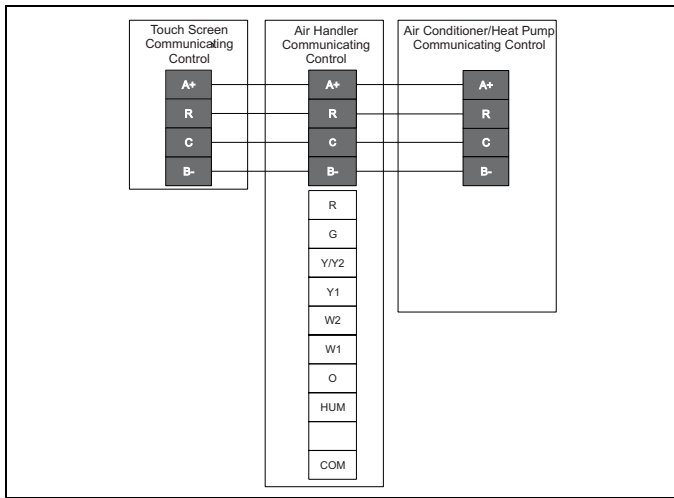 Touch Screen
Communicating
Control
A+
R
C
B-
Air Handler
Communicating
Control
A+
R
C
B-
R
G
Y/Y2
Y1
W2
W1
O
HUM
COM
Air Conditioner/Heat Pump
Communicating Control
A+
R
C
B-